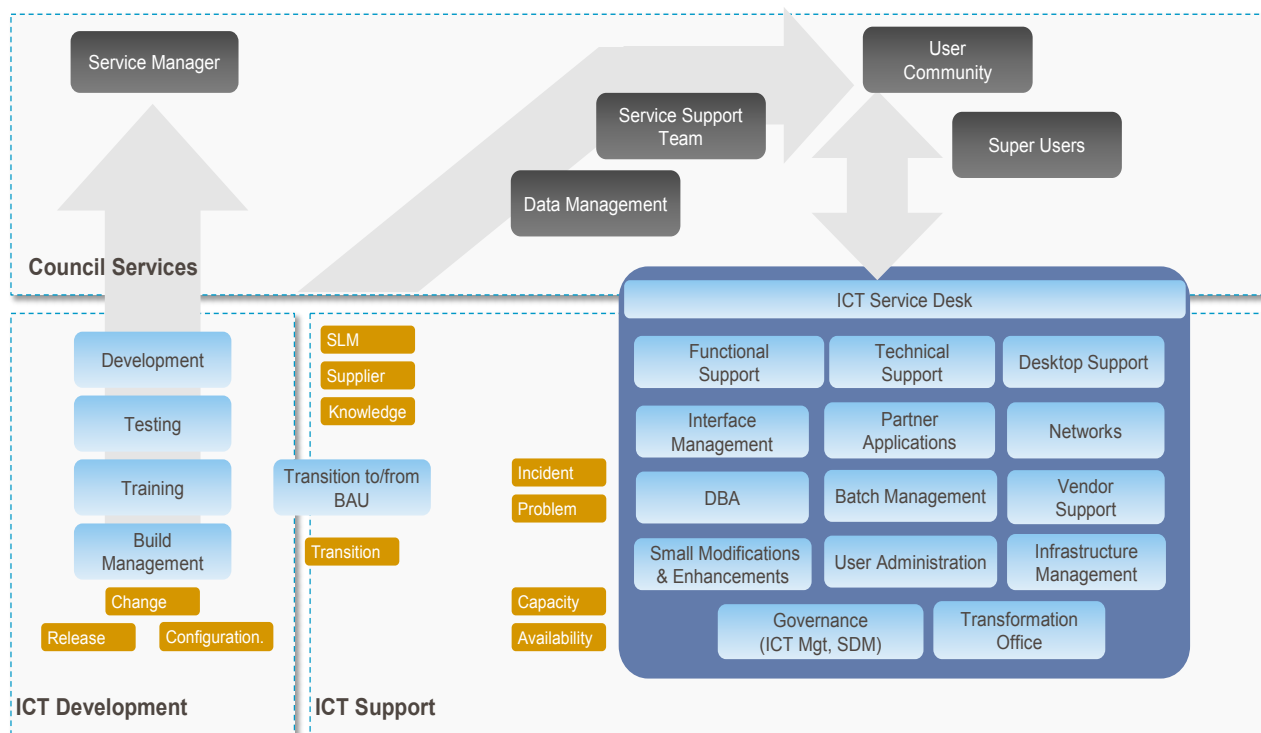 Service Manager
User
Community
Service Support
Team
Super Users
Data Management
Council Services
ICT Service Desk
Development
Testing
Training
Build
Management
Change
Release
Configuration.
ICT Development
SLM
Supplier
Knowledge
Transition to/from
BAU
Transition
Incident
Problem
Capacity
Availability
ICT Support
Functional
Support
Technical
Support
Desktop Support
Interface
Management
Partner
Applications
Networks
DBA
Batch Management
Vendor
Support
Small Modifications
& Enhancements
User Administration
Infrastructure
Management
Governance
(ICT Mgt, SDM)
Transformation
Office